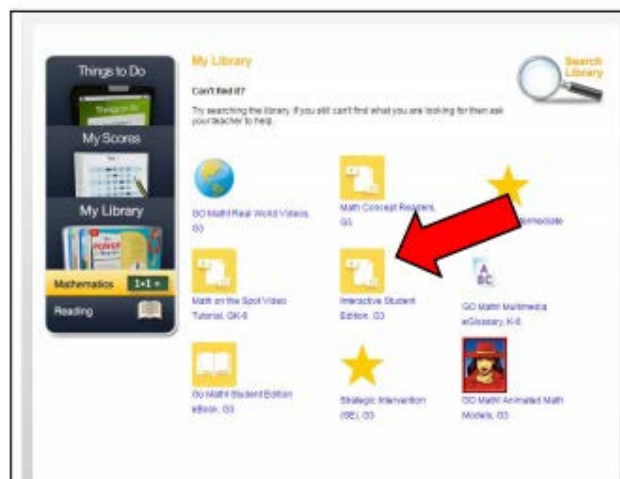 Things to Do
My Scores
My Library
Mathematics 1+1 =
Reading
My Library
Search
Library
Can't find it?
Try searching the library. If you still can't find what you are looking for then ask
your teacher to help.
GO Math! Real World Videos,
G3
Math Concept Readers,
G3
Math on the Spot Video
Tutorial, GK-6
Interactive Student
Edition, G3
GO Math! Multimedia
eGlossary, K-6
Go Math! Student Edition
eBook, G3
Strategic Intervention
(SE), G3
GO Math! Animated Math
Models, G3
A
BC